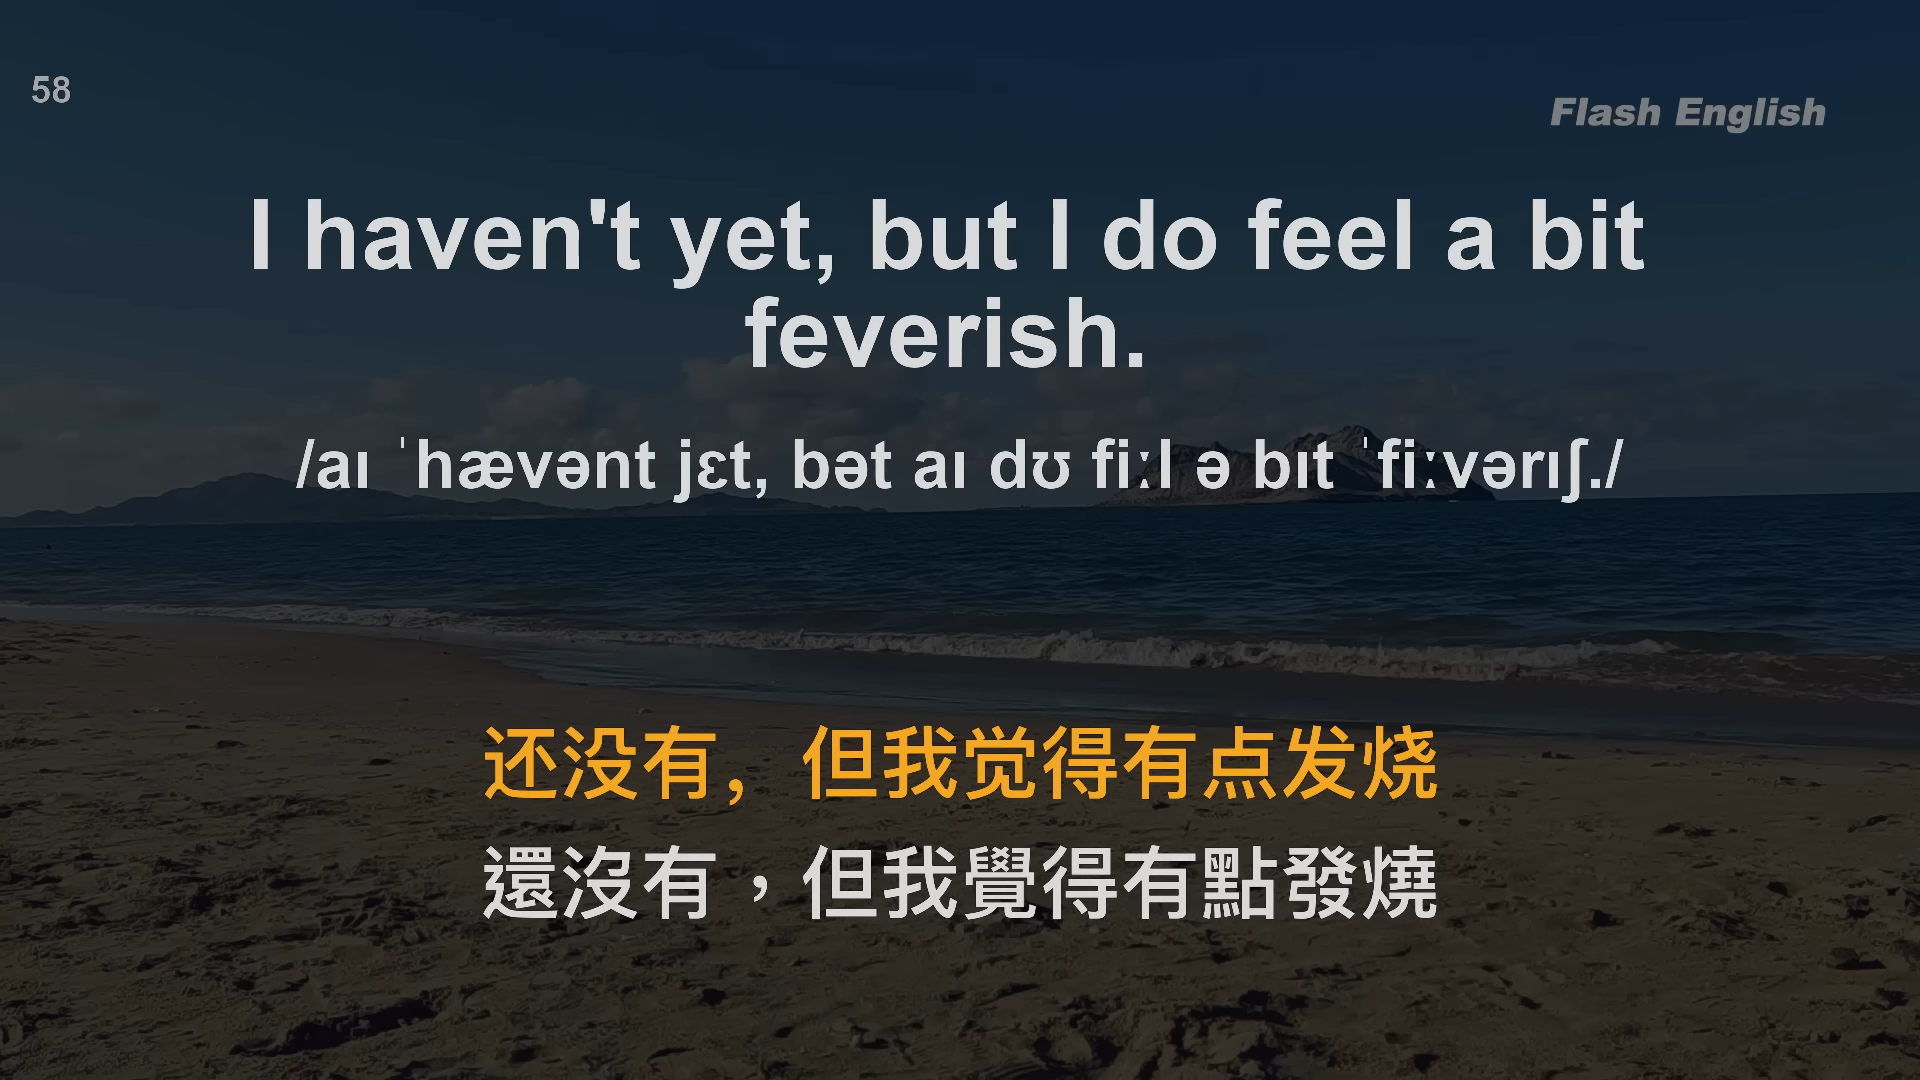 58
Flash English
I haven't yet, but I do feel a bit
feverish.
/aɪ ˈhævənt jɛt, bət aɪ dʊ fiːl ə bɪt ˈfiːvərɪʃ./
还没有，但我觉得有点发烧
還沒有，但我覺得有點發燒